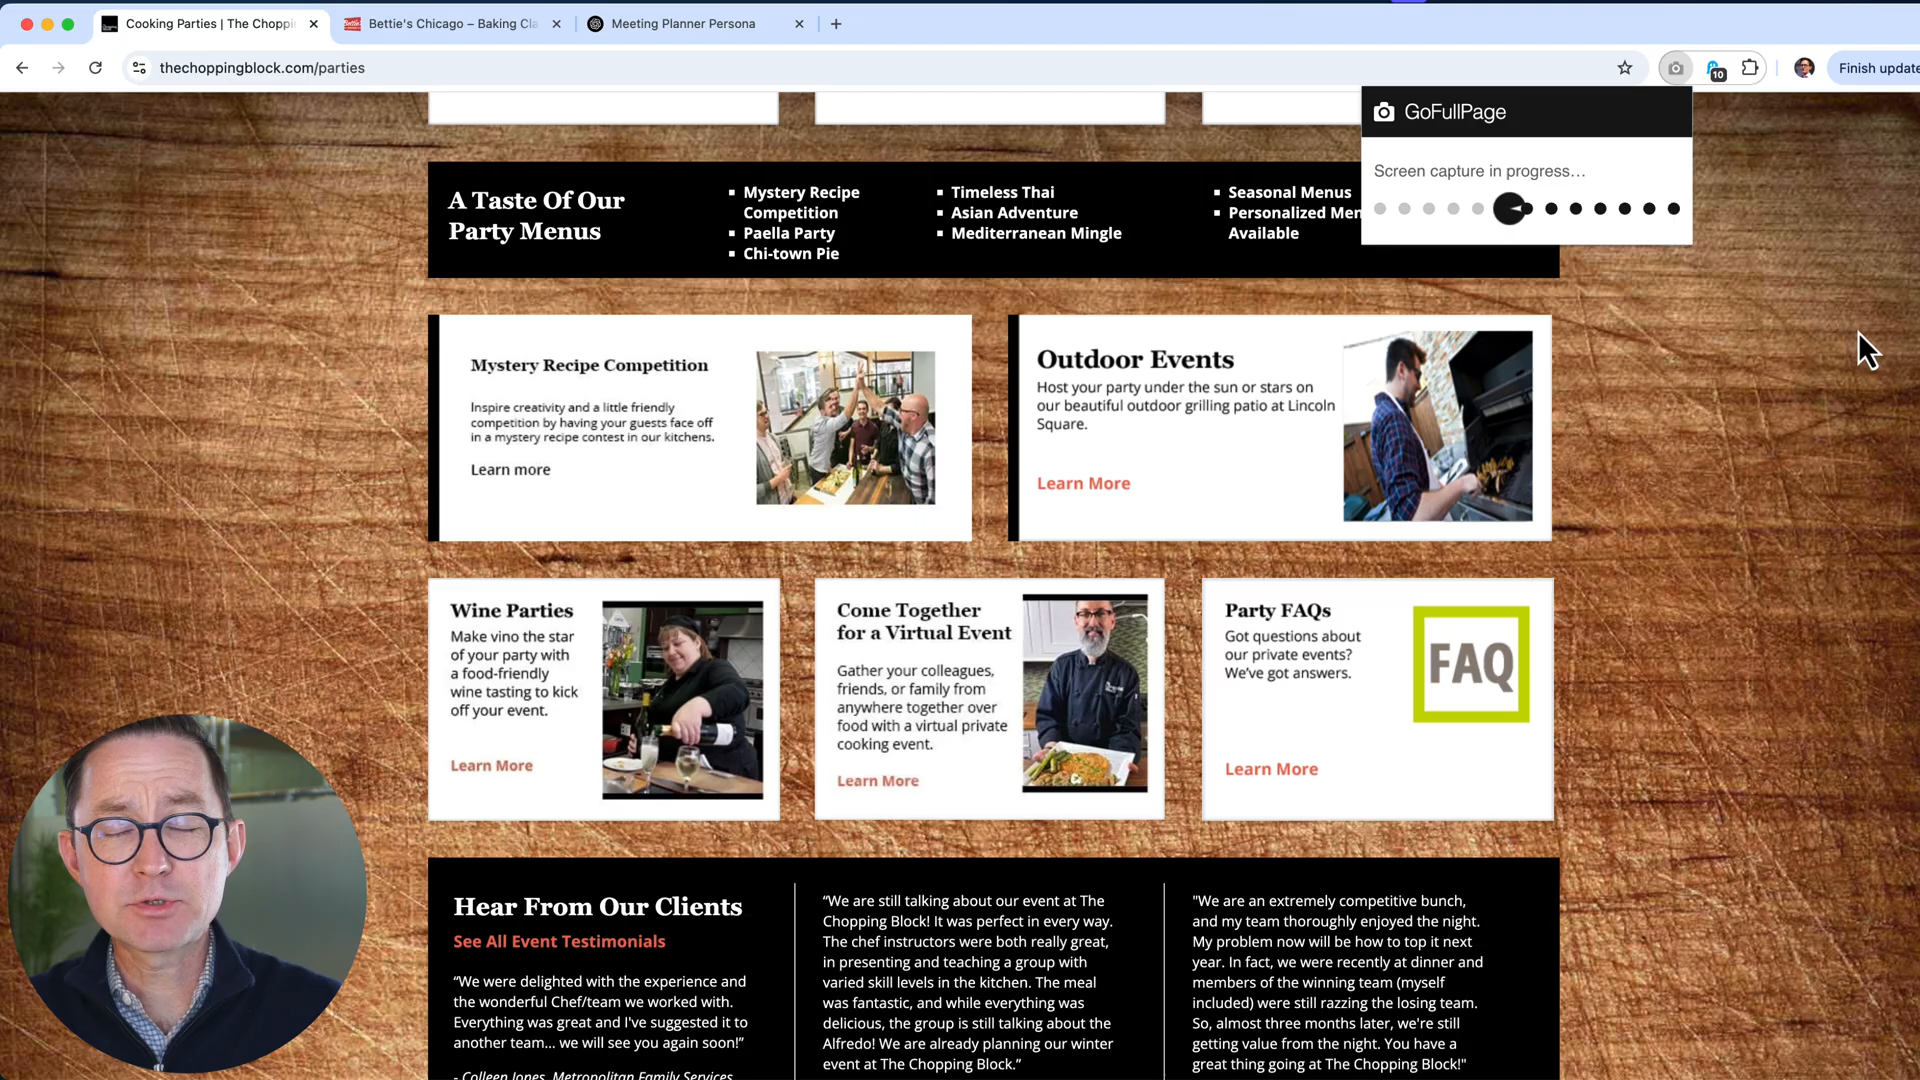 Cooking Parties | The Choppi
Bettie's Chicago – Baking Cla
Meeting Planner Persona
thechoppingblock.com/parties
10
Finish update
GoFullPage
Screen capture in progress...
A Taste Of Our
Party Menus
Mystery Recipe
Competition
Paella Party
Chi-town Pie
Timeless Thai
Asian Adventure
Mediterranean Mingle
Seasonal Menus
Personalized Men
Available
Mystery Recipe Competition
Inspire creativity and a little friendly
competition by having your guests face off
in a mystery recipe contest in our kitchens.
Learn more
Outdoor Events
Host your party under the sun or stars on
our beautiful outdoor grilling patio at Lincoln
Square.
Learn More
Wine Parties
Make vino the star
of your party with
a food-friendly
wine tasting to kick
off your event.
Learn More
Come Together
for a Virtual Event
Gather your colleagues,
friends, or family from
anywhere together over
food with a virtual private
cooking event.
Learn More
Party FAQs
Got questions about
our private events?
We've got answers.
FAQ
Learn More
Hear From Our Clients
See All Event Testimonials
“We were delighted with the experience and
the wonderful Chef/team we worked with.
Everything was great and I've suggested it to
another team... we will see you again soon!”
- Colleen Jones, Metropolitan Family Services
“We are still talking about our event at The
Chopping Block! It was perfect in every way.
The chef instructors were both really great,
in presenting and teaching a group with
varied skill levels in the kitchen. The meal
was fantastic, and while everything was
delicious, the group is still talking about the
Alfredo! We are already planning our winter
event at The Chopping Block.”
"We are an extremely competitive bunch,
and my team thoroughly enjoyed the night.
My problem now will be how to top it next
year. In fact, we were recently at dinner and
members of the winning team (myself
included) were still razzing the losing team.
So, almost three months later, we're still
getting value from the night. You have a
great thing going at The Chopping Block!"